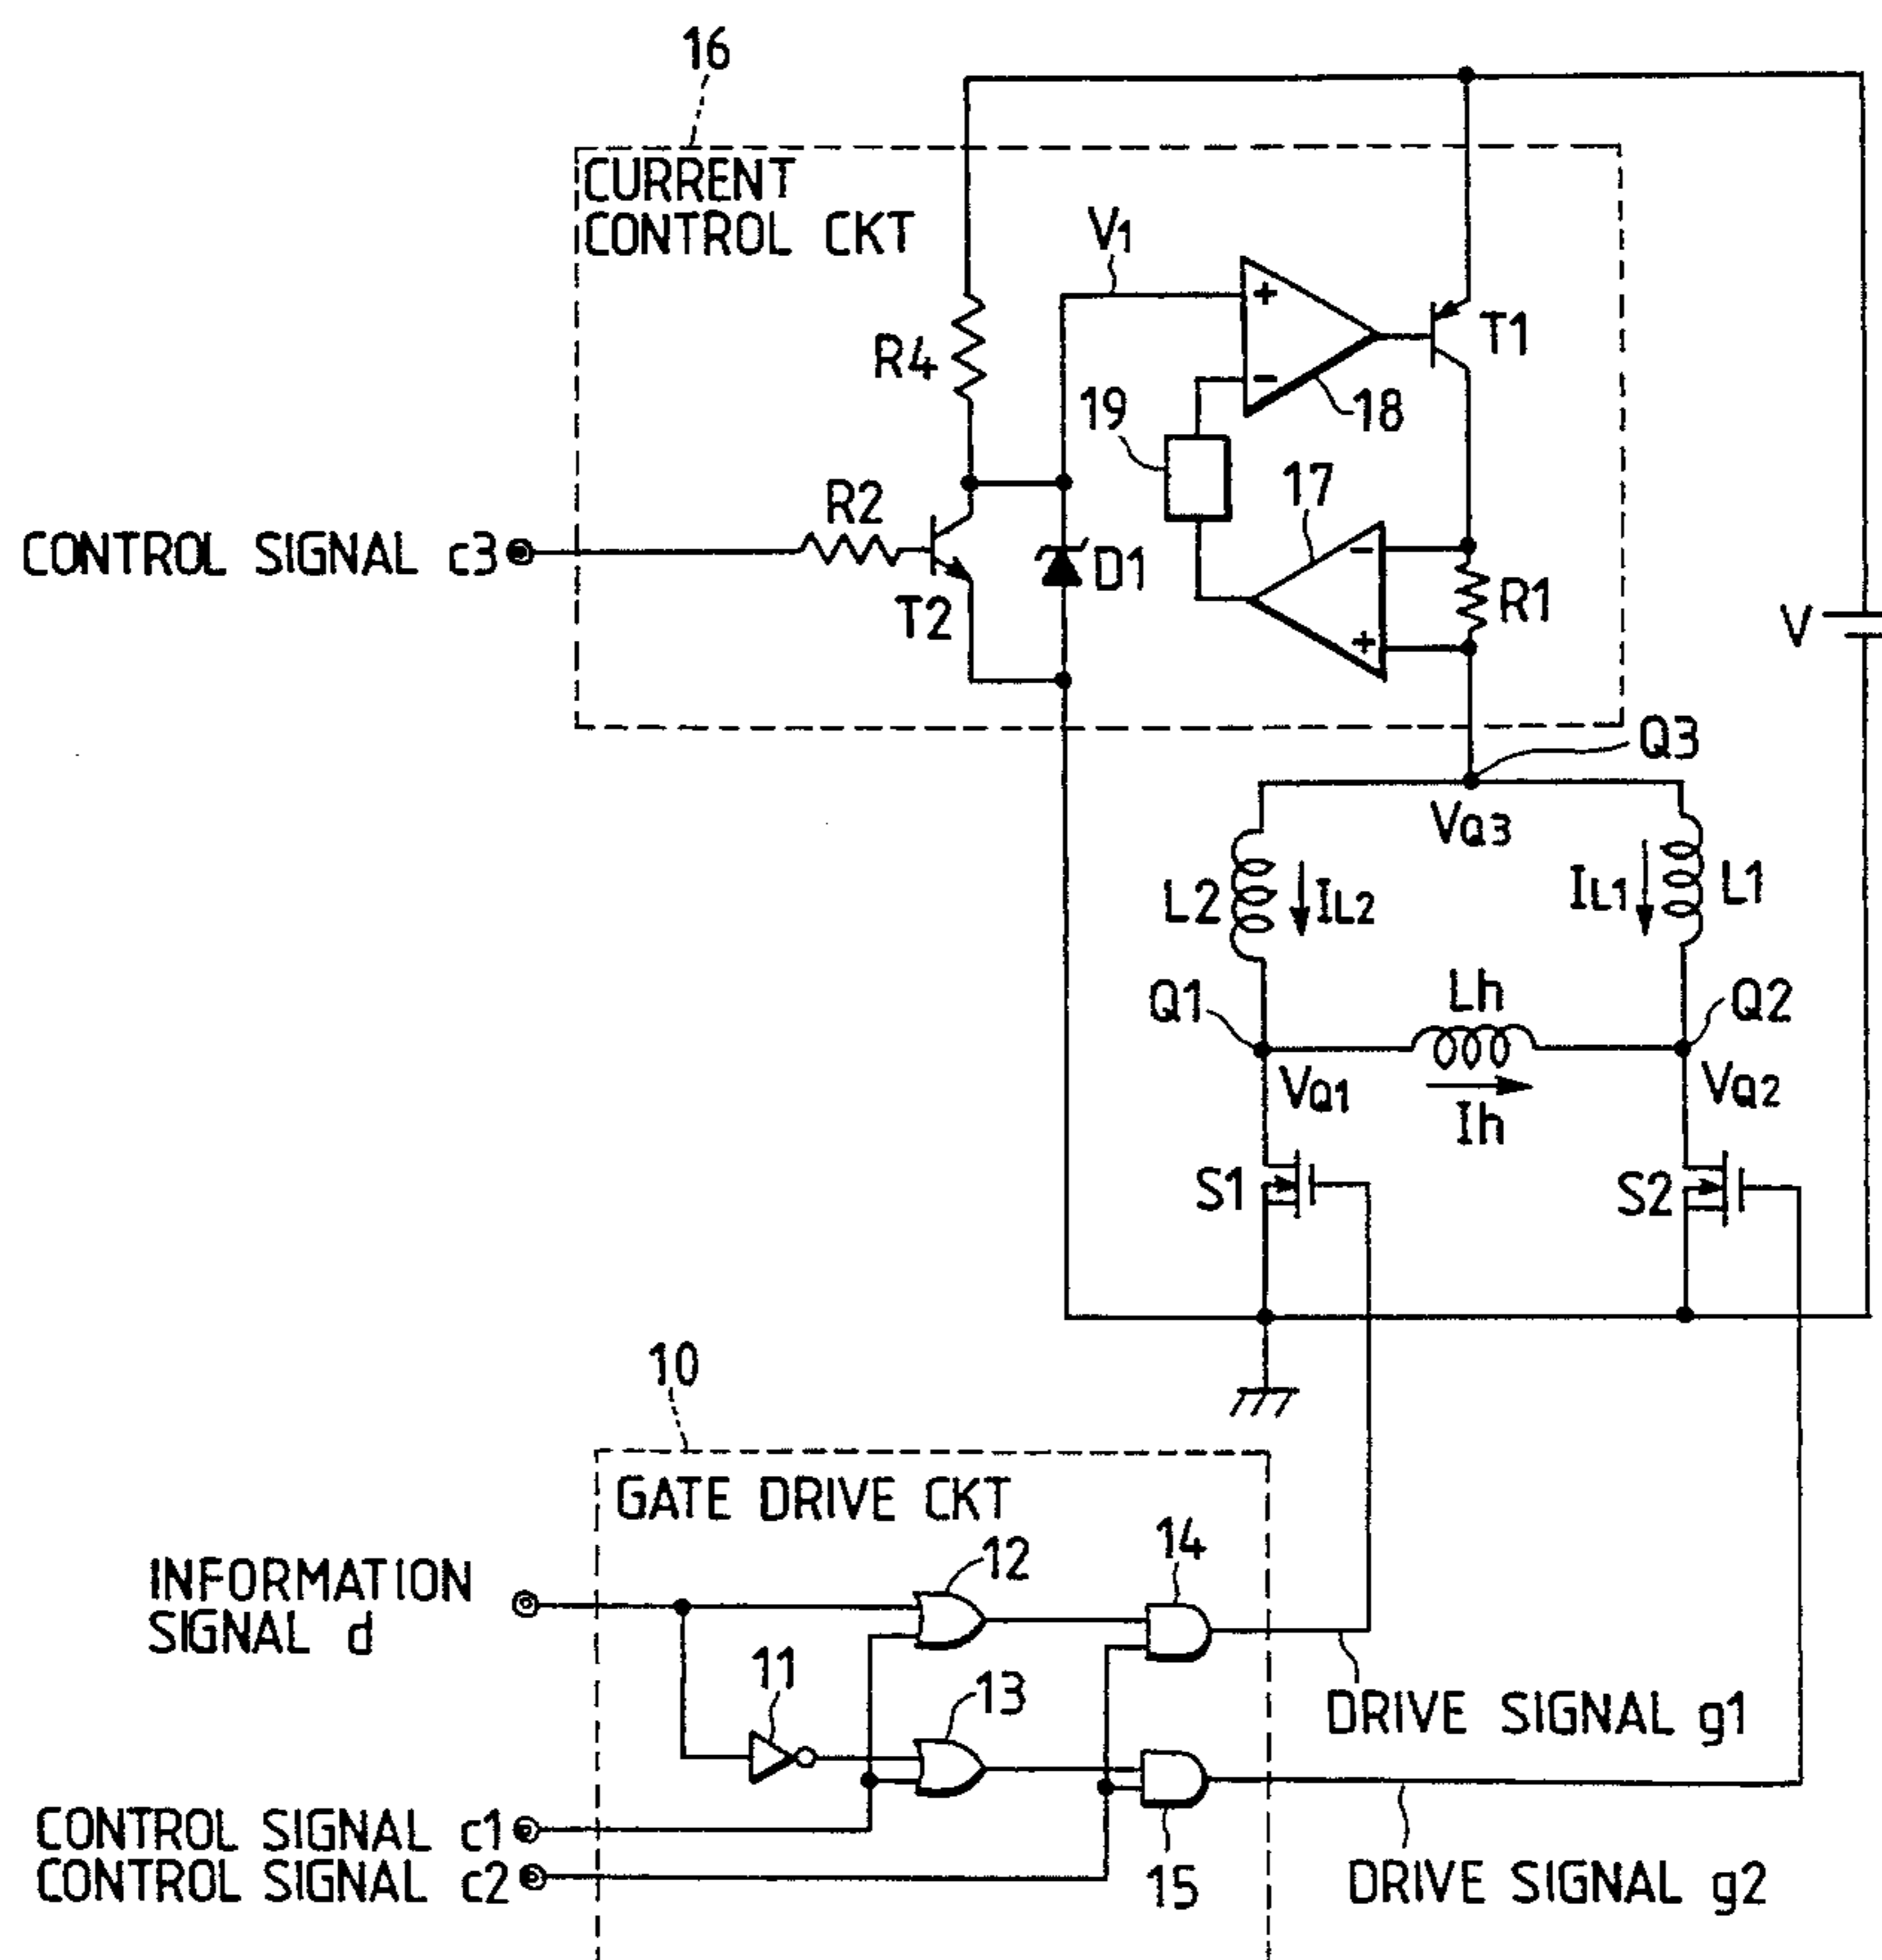 16
CURRENT
CONTROL CKT
V1
R4
T1
18
19
17
R2
CONTROL SIGNAL c3
D1
R1
T2
V
Q3
VQ3
L2
IL2
IL1
L1
Q1
Lh
Q2
VQ1
VQ2
Ih
S1
S2
10
GATE DRIVE CKT
12
14
INFORMATION
SIGNAL d
11
13
DRIVE SIGNAL g1
CONTROL SIGNAL c1
CONTROL SIGNAL c2
15
DRIVE SIGNAL g2